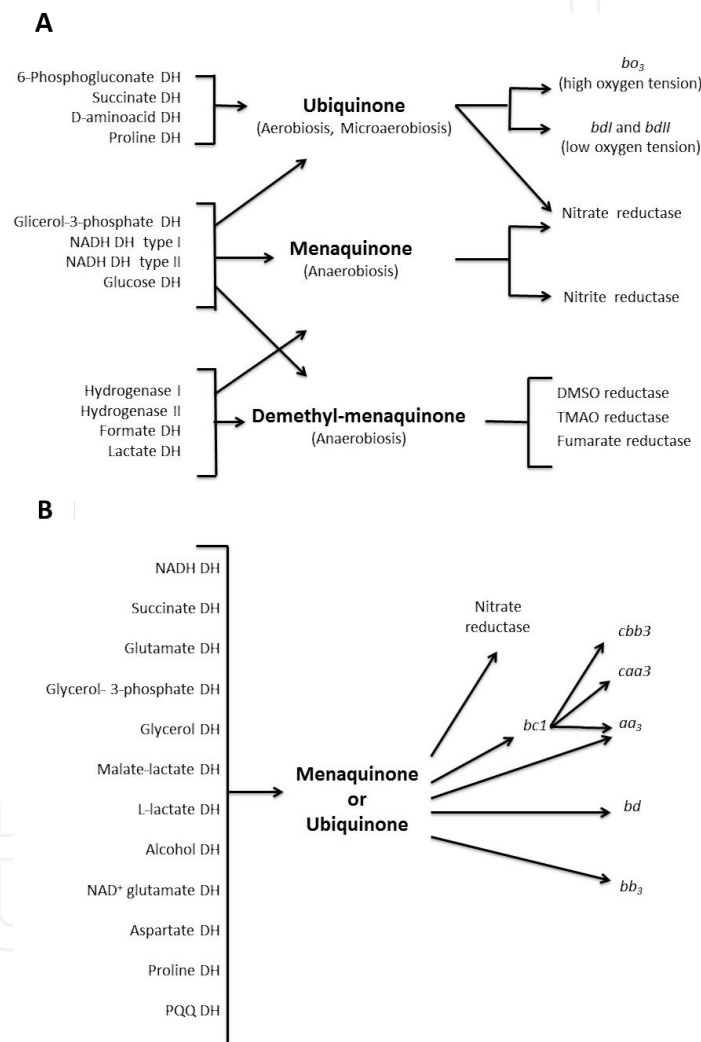 A
6-Phosphogluconate DH
Succinate DH
D-aminoacid DH
Proline DH
Ubiquinone
(Aerobiosis, Microaerobiosis)
bo3
(high oxygen tension)
bdI and bdII
(low oxygen tension)
Glicerol-3-phosphate DH
NADH DH type I
NADH DH type II
Glucose DH
Menaquinone
(Anaerobiosis)
Nitrate reductase
Nitrite reductase
Hydrogenase I
Hydrogenase II
Formate DH
Lactate DH
Demethyl-menaquinone
(Anaerobiosis)
DMSO reductase
TMAO reductase
Fumarate reductase
B
NADH DH
Succinate DH
Glutamate DH
Glycerol- 3-phosphate DH
Glycerol DH
Malate-lactate DH
L-lactate DH
Alcohol DH
NAD⁺ glutamate DH
Aspartate DH
Proline DH
PQQ DH
Menaquinone
or
Ubiquinone
Nitrate
reductase
bc1
cbb3
caa3
aa3
bd
bb3